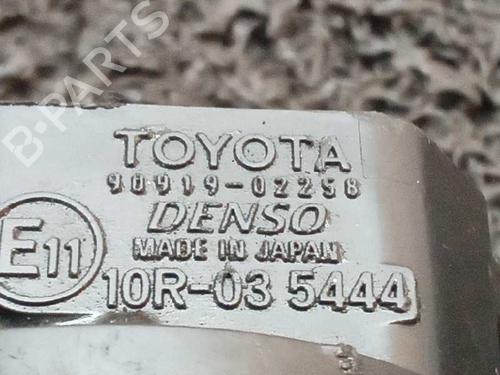 B-PARTS
TOYOTA
90919-02258
DENSO
MADE IN JAPAN
E11
10R-03 5444